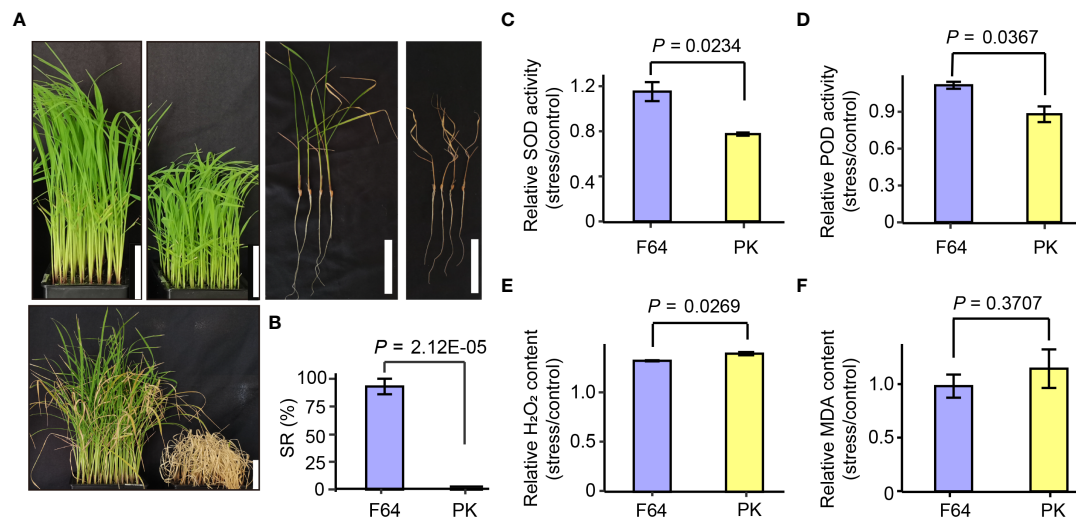 A
B
P = 2.12E-05
SR (%)
100
75
50
25
0
F64
PK
C
P = 0.0234
Relative SOD activity
(stress/control)
1.2
0.8
0.4
0
F64
PK
D
P = 0.0367
Relative POD activity
(stress/control)
0.9
0.6
0.3
0
F64
PK
E
P = 0.0269
Relative H₂O₂ content
(stress/control)
1.0
0.5
0
F64
PK
F
P = 0.3707
Relative MDA content
(stress/control)
1.0
0.5
0
F64
PK